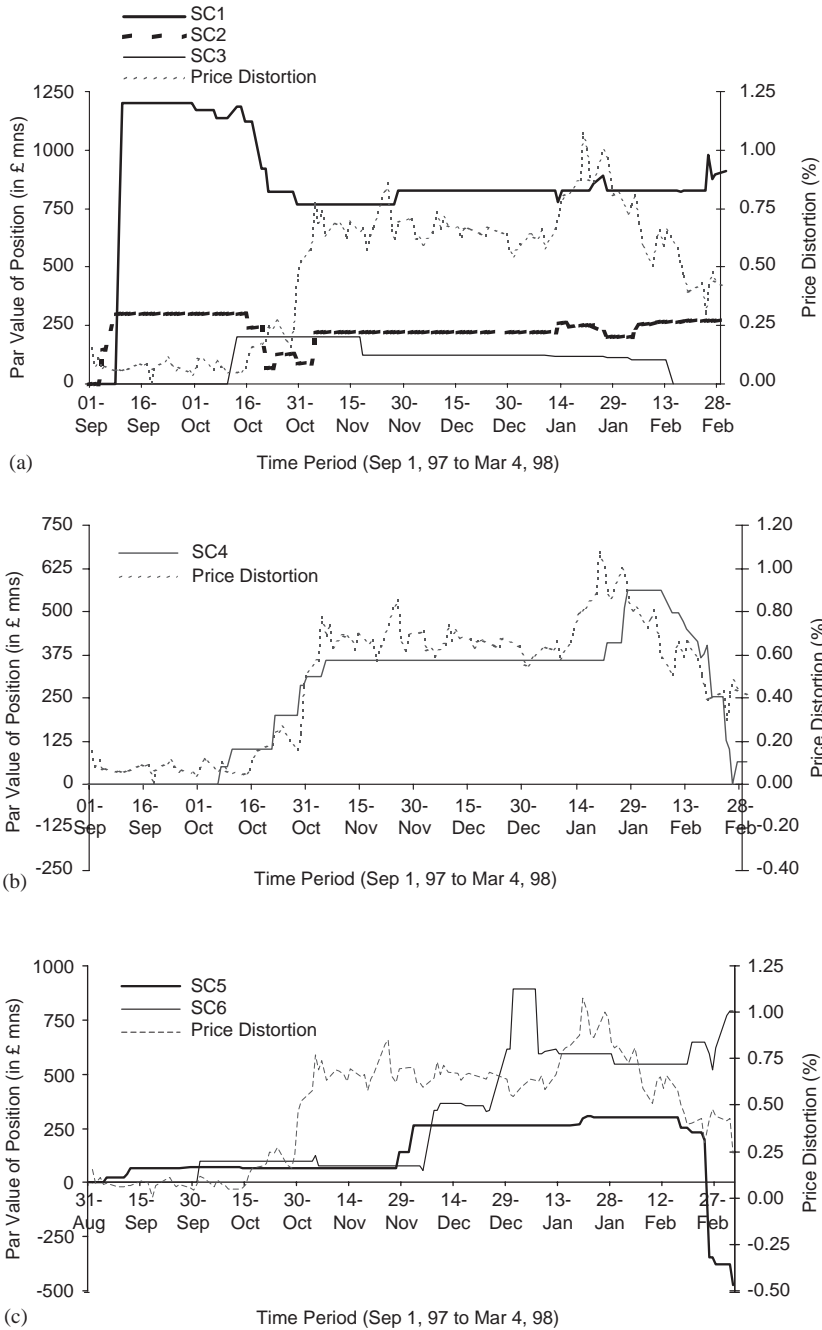 SC1
SC2
SC3
Price Distortion
Par Value of Position (in £ mns)
1250
1000
750
500
250
0
1.25
1.00
0.75
0.50
0.25
0.00
Price Distortion (%)
01- 16- 01- 16- 31- 15- 30- 15- 30- 14- 29- 13- 28-
Sep Sep Oct Oct Oct Nov Nov Dec Dec Jan Jan Feb Feb
(a)
Time Period (Sep 1, 97 to Mar 4, 98)
SC4
Price Distortion
Par Value of Position (in £ mns)
750
625
500
375
250
125
0
-125
-250
1.20
1.00
0.80
0.60
0.40
0.20
0.00
-0.20
-0.40
Price Distortion (%)
01- 16- 01- 16- 31- 15- 30- 15- 30- 14- 29- 13- 28-
Sep Sep Oct Oct Oct Nov Nov Dec Dec Jan Jan Feb Feb
(b)
Time Period (Sep 1, 97 to Mar 4, 98)
SC5
SC6
Price Distortion
Par Value of Position (in £ mns)
1000
750
500
250
0
-250
-500
1.25
1.00
0.75
0.50
0.25
0.00
-0.25
-0.50
Price Distortion (%)
31- 15- 30- 15- 30- 14- 29- 14- 29- 13- 28- 12- 27-
Aug Sep Sep Oct Oct Nov Nov Dec Dec Jan Jan Feb Feb
(c)
Time Period (Sep 1, 97 to Mar 4, 98)